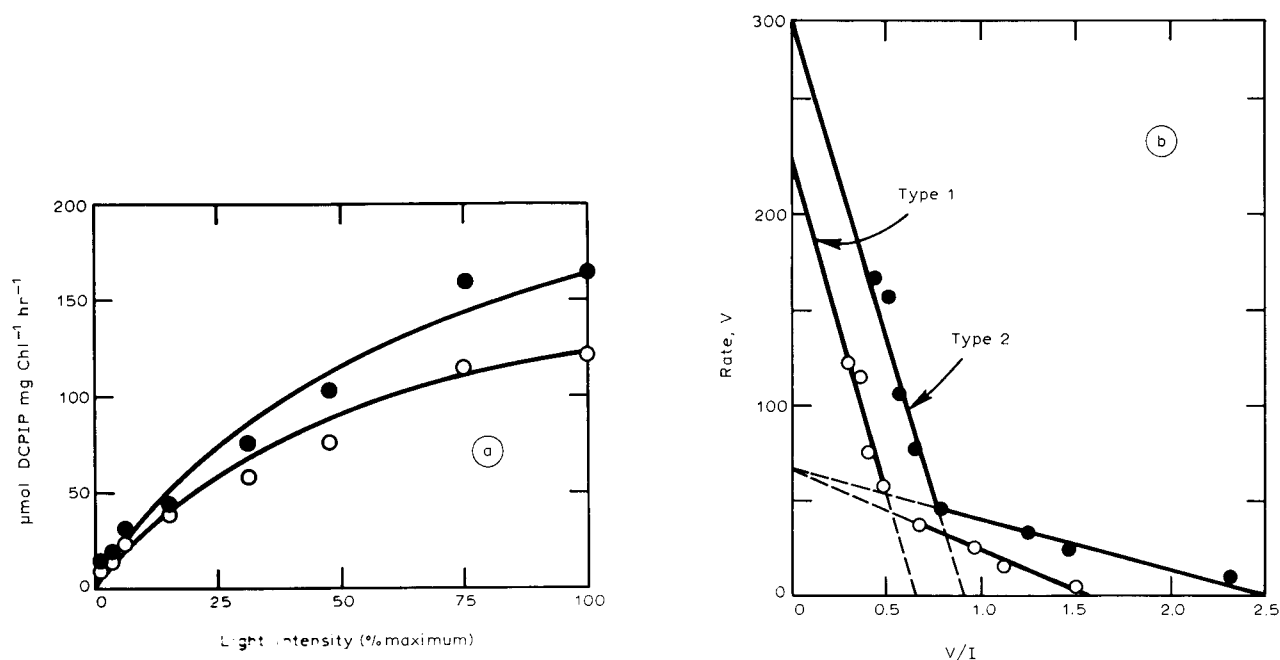 200
150
100
50
0
μmol DCPIP mg Chl⁻¹ hr⁻¹
a
0 25 50 75 100
Light intensity (% maximum)
300
200
100
0
Rate, V
b
Type 1
Type 2
0 0.5 1.0 1.5 2.0 2.5
V/I